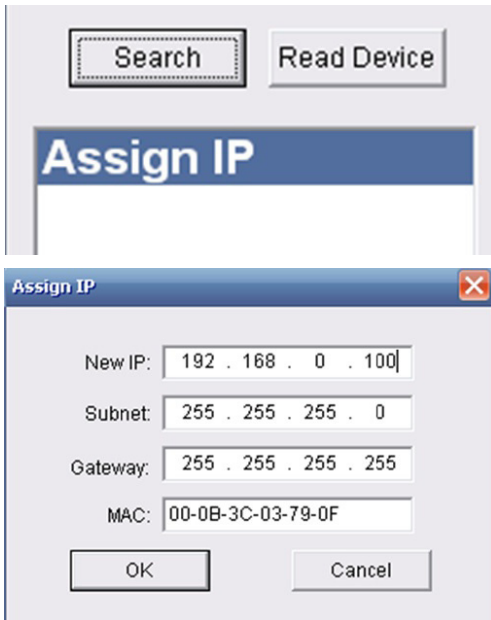 Search Read Device
Assign IP
Assign IP
New IP: 192 . 168 . 0 . 100
Subnet: 255 . 255 . 255 . 0
Gateway: 255 . 255 . 255 . 255
MAC: 00-0B-3C-03-79-0F
OK Cancel